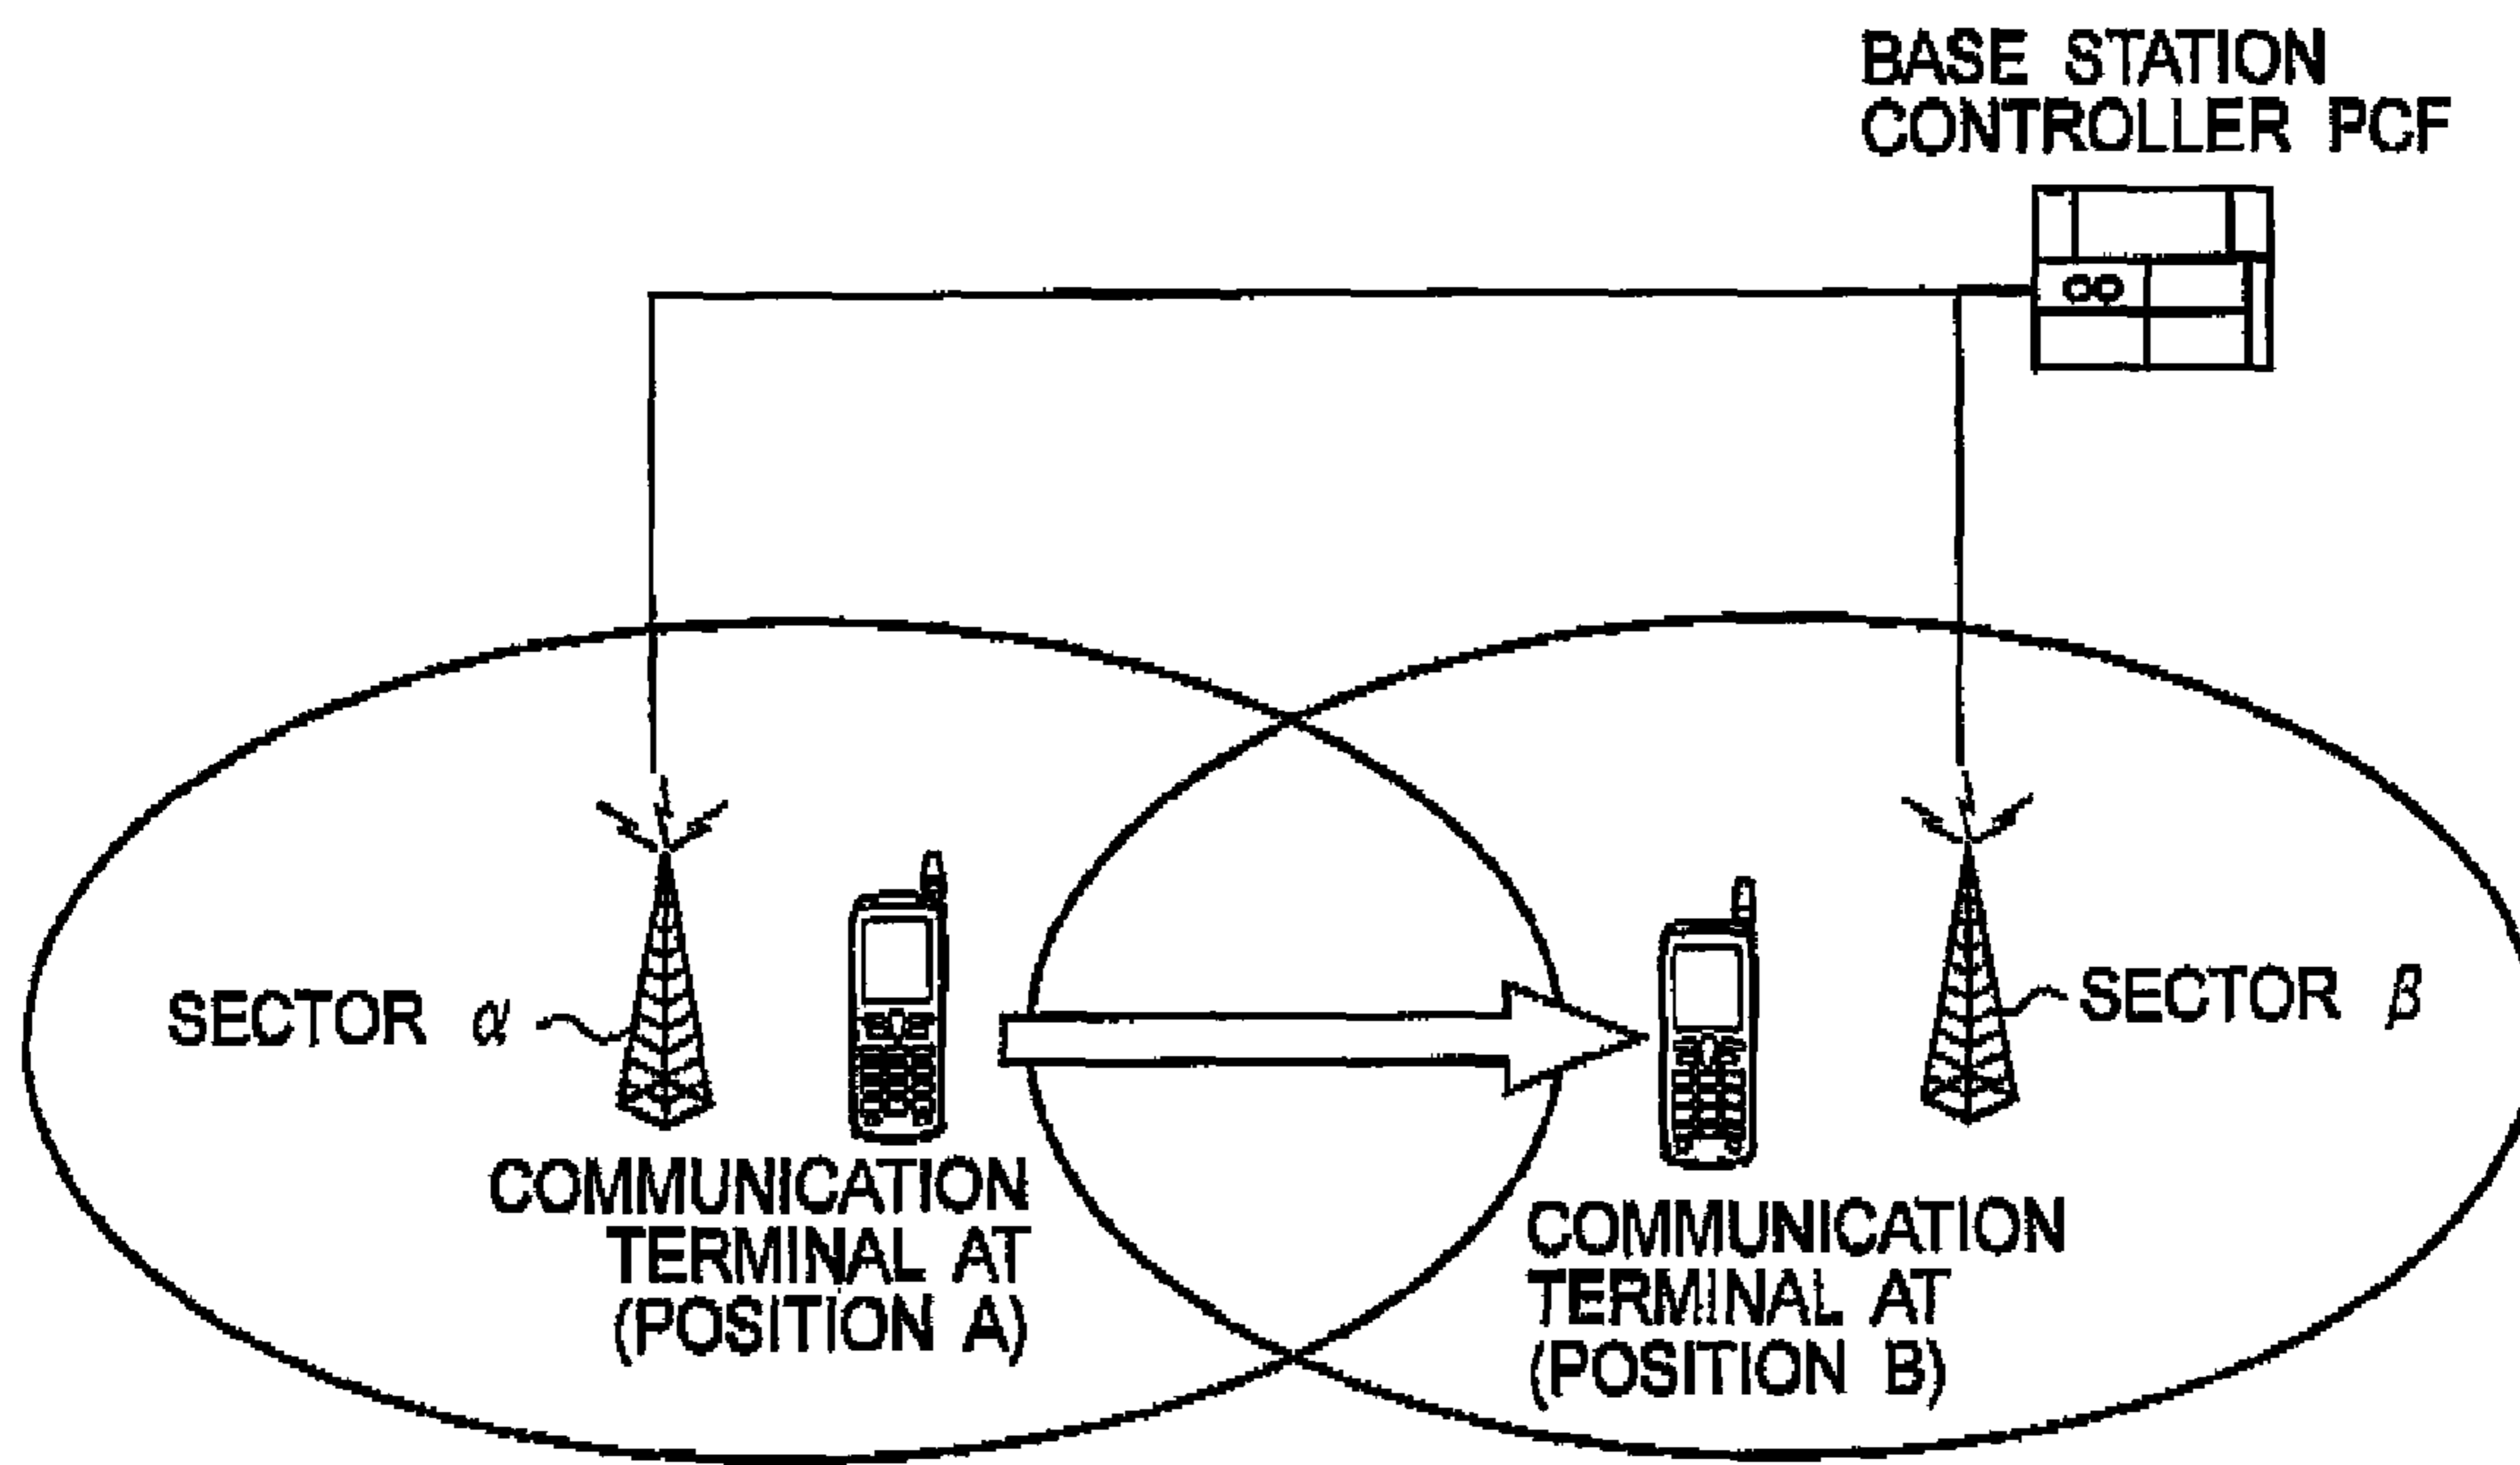 BASE STATION
CONTROLLER PCF
SECTOR α
SECTOR β
COMMUNICATION
TERMINAL AT
(POSITION A)
COMMUNICATION
TERMINAL AT
(POSITION B)